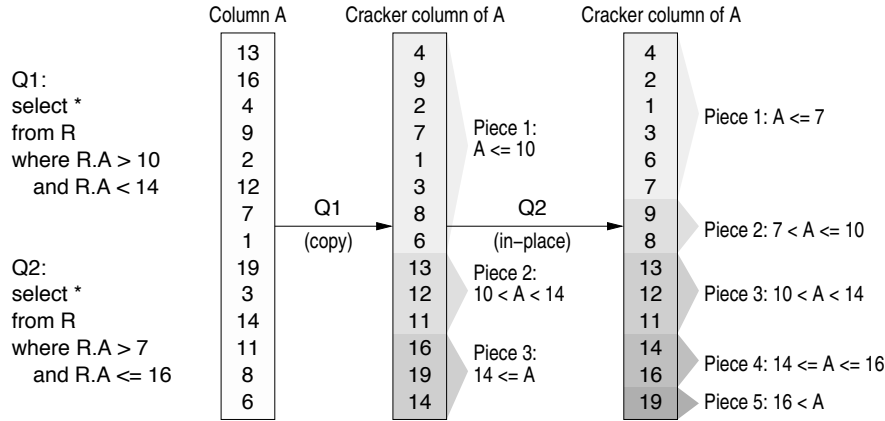 Column A
Cracker column of A
Cracker column of A
Q1:
select *
from R
where R.A > 10
and R.A < 14
Q2:
select *
from R
where R.A > 7
and R.A <= 16
13
16
4
9
2
12
7
1
19
3
14
11
8
6
Q1
(copy)
4
9
2
7
1
3
8
6
13
12
11
16
19
14
Piece 1:
A <= 10
Piece 2:
10 < A < 14
Piece 3:
14 <= A
Q2
(in−place)
4
2
1
3
6
7
9
8
13
12
11
14
16
19
Piece 1: A <= 7
Piece 2: 7 < A <= 10
Piece 3: 10 < A < 14
Piece 4: 14 <= A <= 16
Piece 5: 16 < A